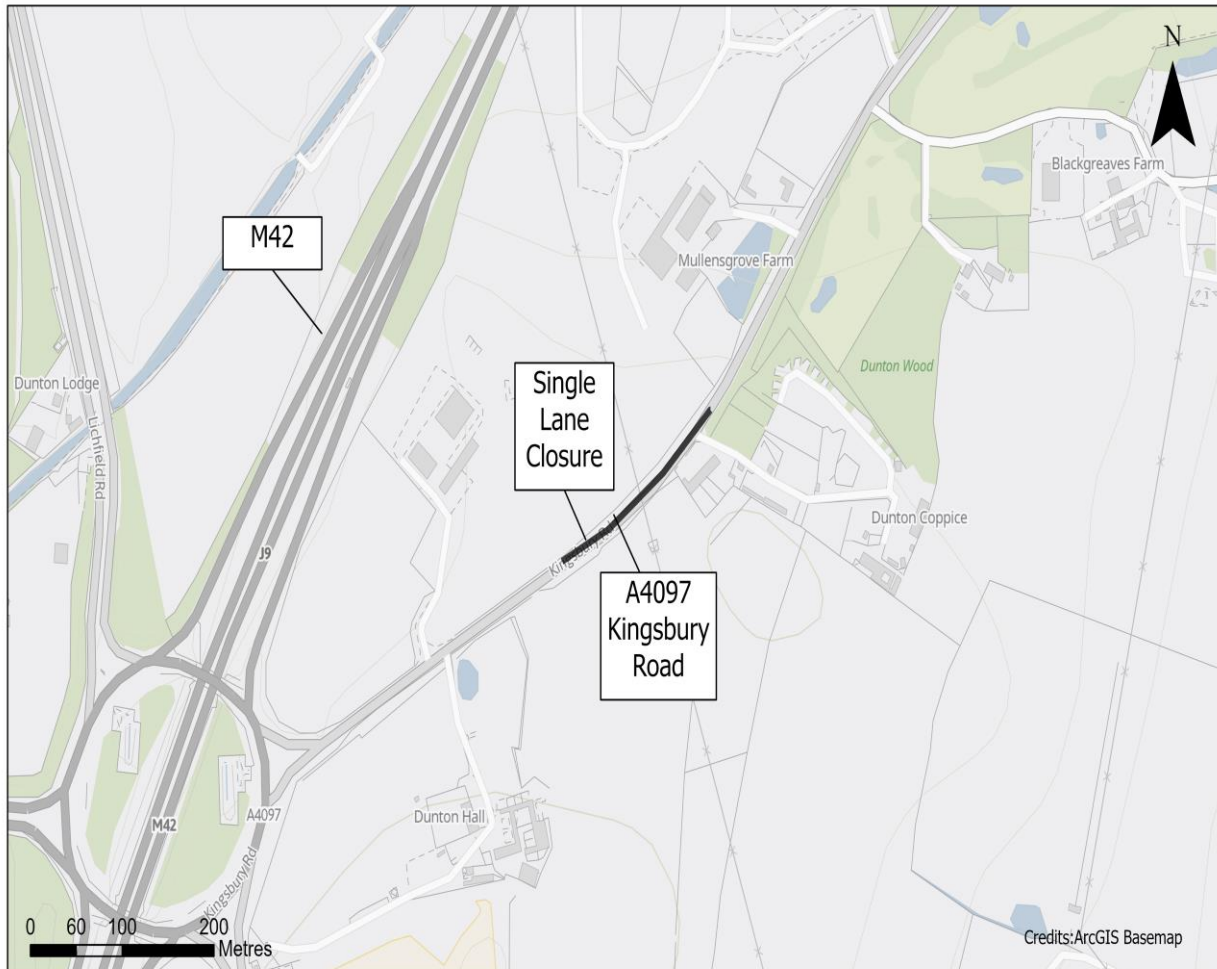 N
Blackgreaves Farm
M42
Mullensgrove Farm
Dunton Wood
Single
Lane
Closure
Dunton Lodge
Lichfield Rd
Dunton Coppice
J9
Kingsbury Rd
A4097
Kingsbury
Road
Dunton Hall
A4097
M42
Kingsbury Rd
0 60 100 200
Metres
Credits:ArcGIS Basemap